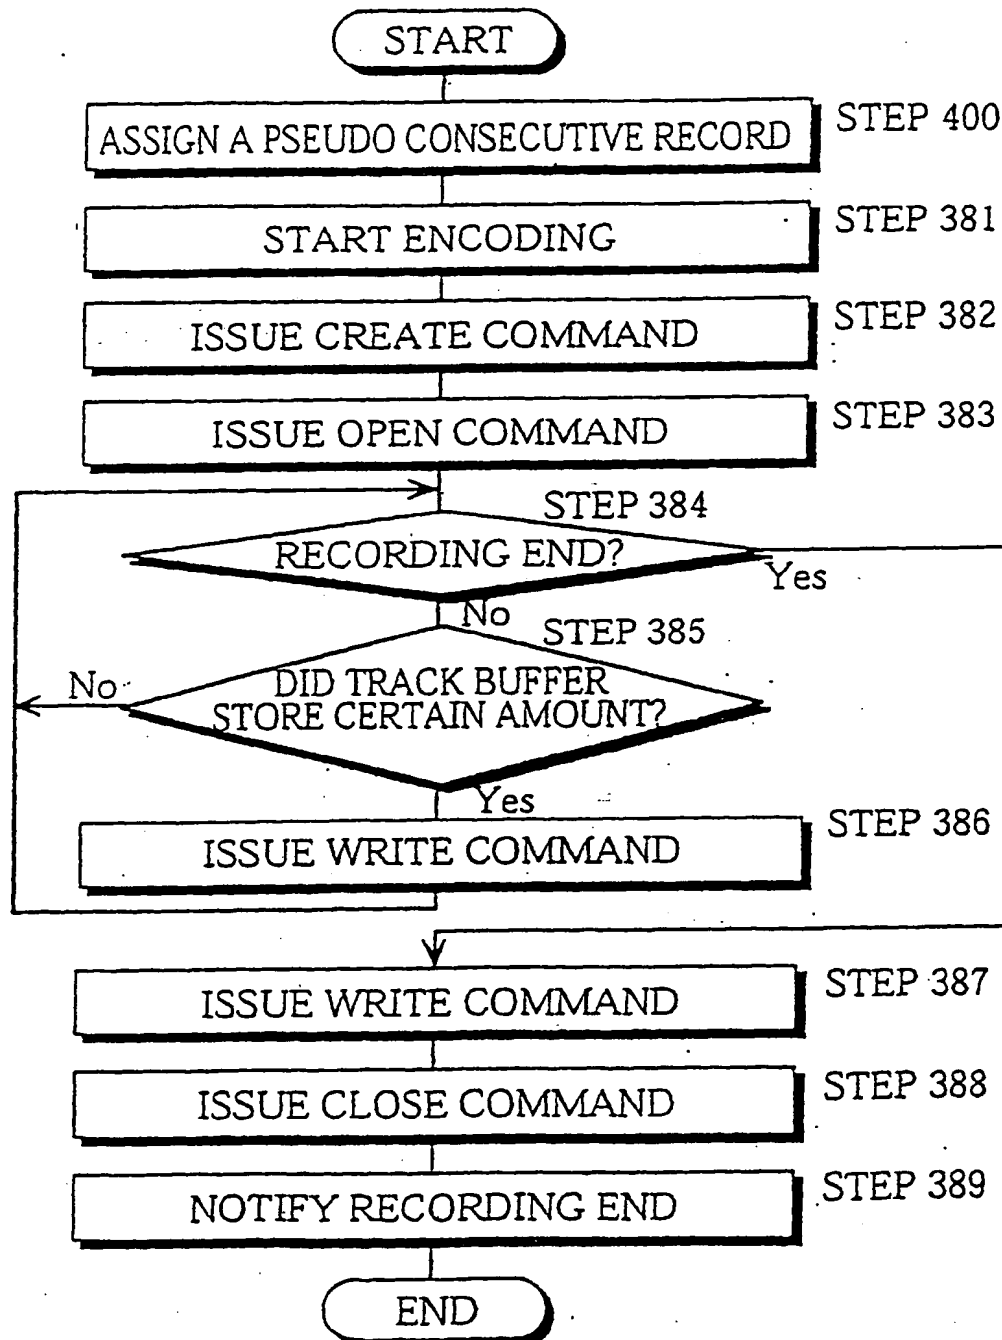 START
ASSIGN A PSEUDO CONSECUTIVE RECORD
STEP 400
START ENCODING
STEP 381
ISSUE CREATE COMMAND
STEP 382
ISSUE OPEN COMMAND
STEP 383
STEP 384
RECORDING END?
Yes
No
STEP 385
No
DID TRACK BUFFER
STORE CERTAIN AMOUNT?
Yes
STEP 386
ISSUE WRITE COMMAND
ISSUE WRITE COMMAND
STEP 387
ISSUE CLOSE COMMAND
STEP 388
NOTIFY RECORDING END
STEP 389
END